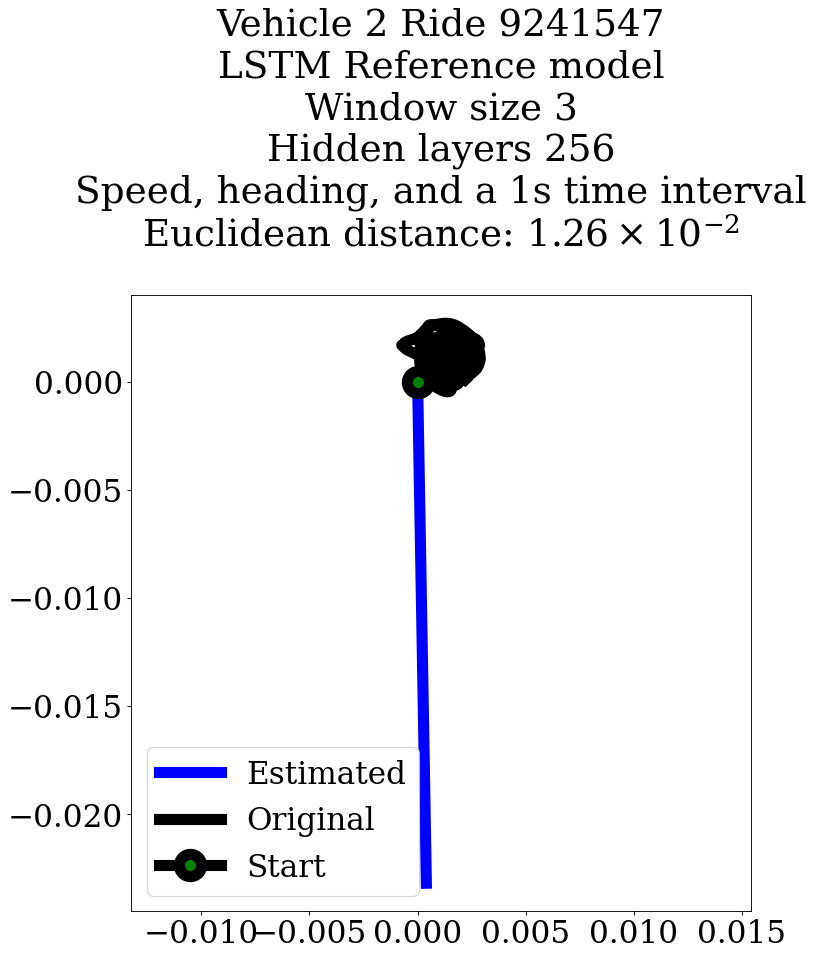 Vehicle 2 Ride 9241547
LSTM Reference model
Window size 3
Hidden layers 256
Speed, heading, and a 1s time interval
Euclidean distance: 1.26 × 10⁻²
0.000
−0.005
−0.010
−0.015
−0.020
Estimated
Original
Start
−0.010 −0.005 0.000 0.005 0.010 0.015